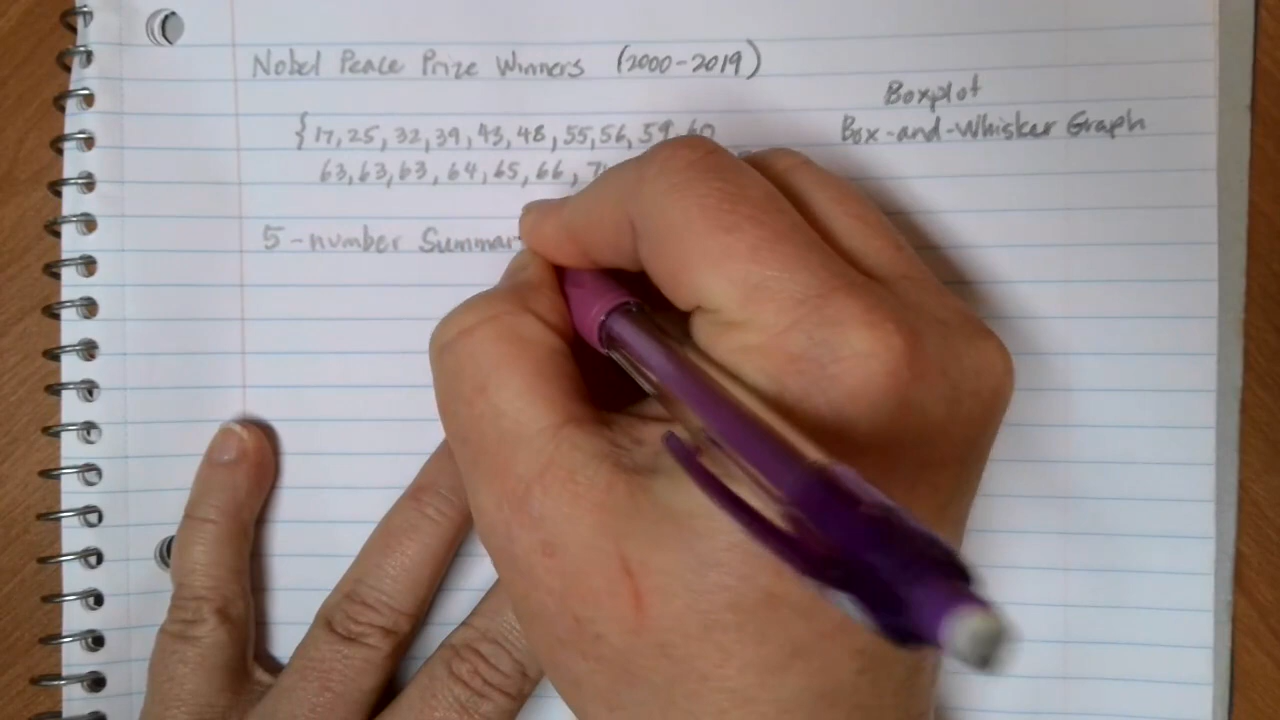 Nobel Peace Prize Winners (2000-2019)
Boxplot
Box-and-Whisker Graph
{17, 25, 32, 39, 43, 48, 55, 56, 59, 60
63, 63, 63, 64, 65, 66,
5-number Summar